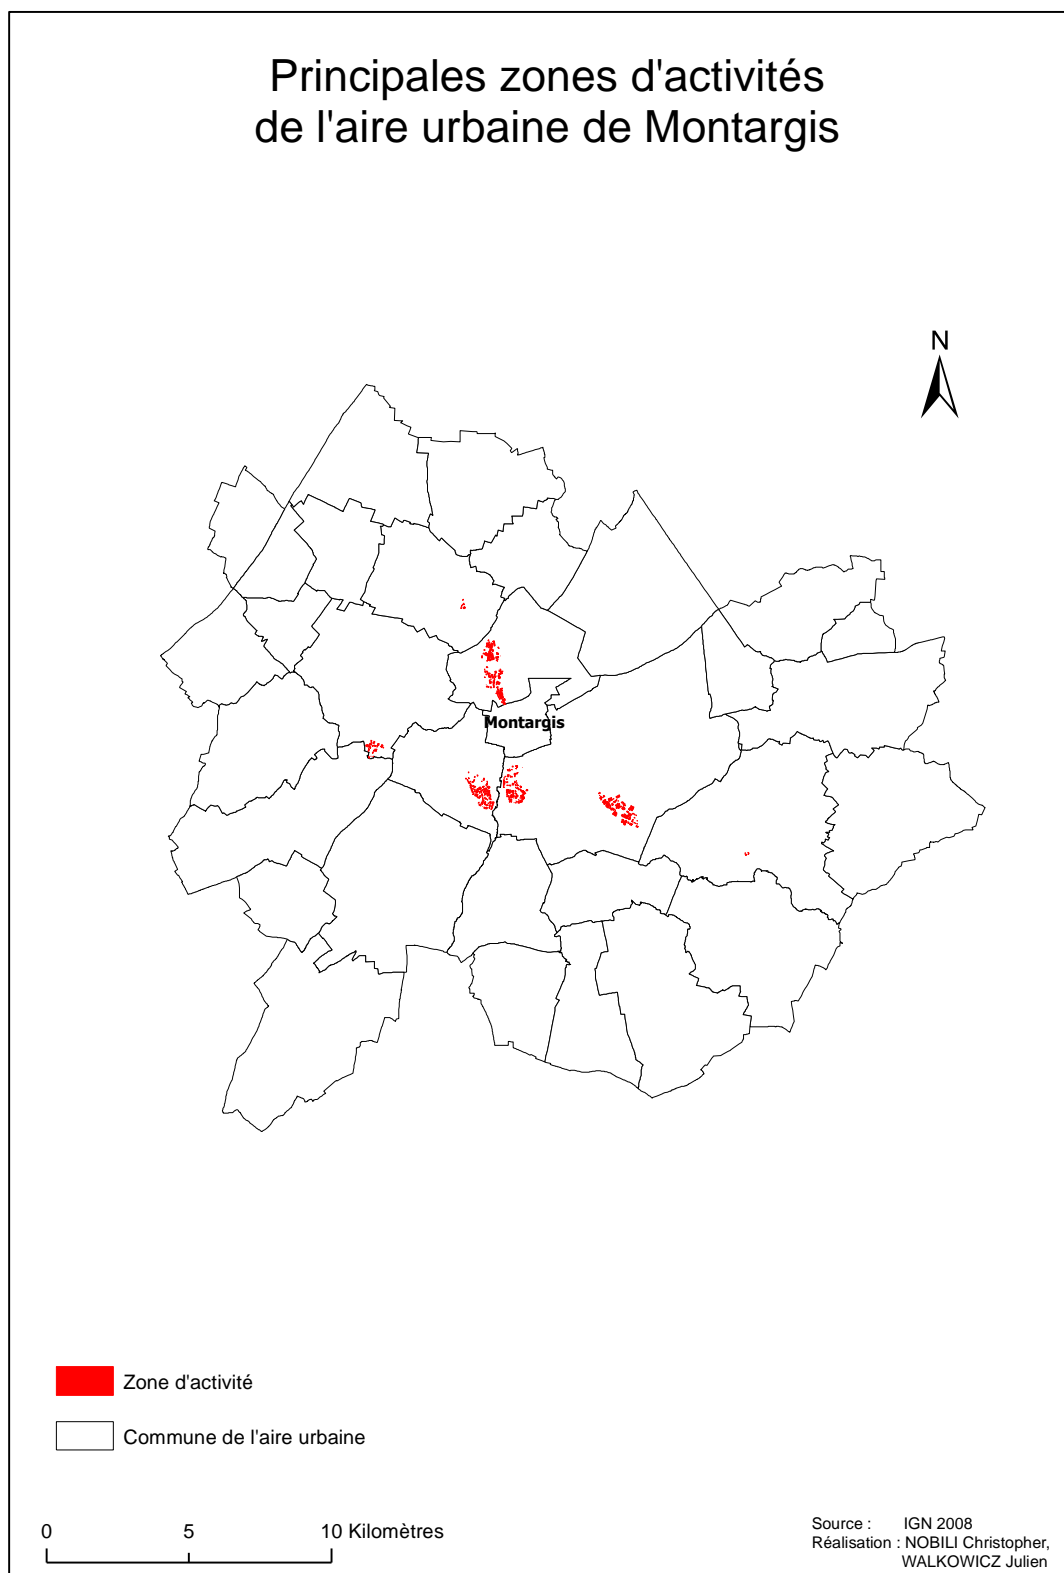 Principales zones d'activités
de l'aire urbaine de Montargis
N
Montargis
Zone d'activité
Commune de l'aire urbaine
0 5 10 Kilomètres
Source : IGN 2008
Réalisation : NOBILI Christopher,
WALKOWICZ Julien